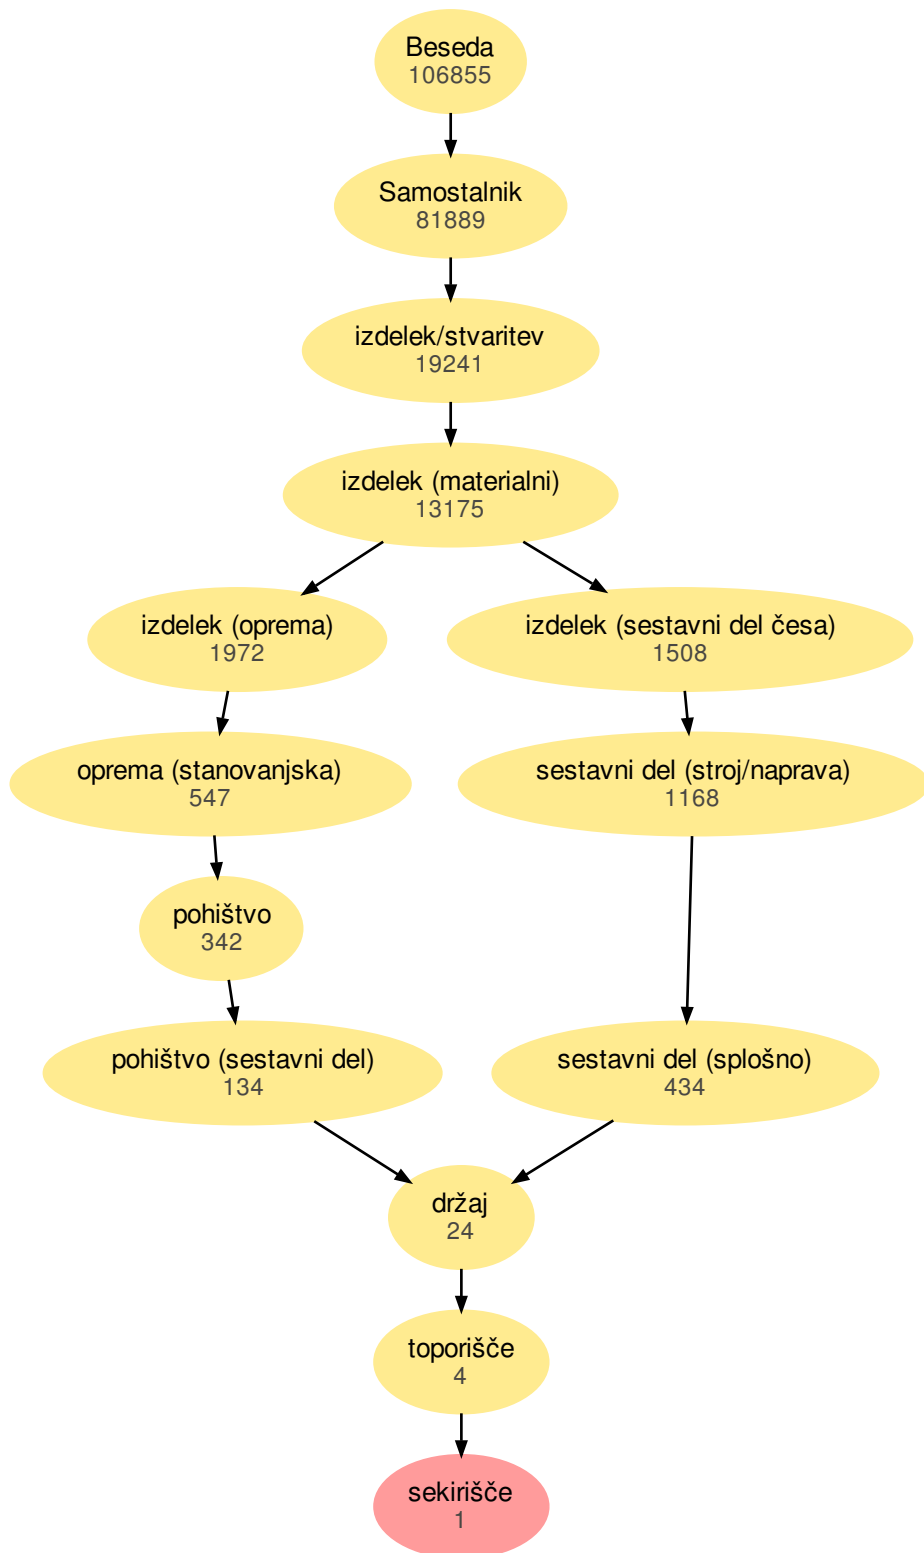 Beseda
106855
Samostalnik
81889
izdelek/stvaritev
19241
izdelek (materialni)
13175
izdelek (oprema)
1972
izdelek (sestavni del česa)
1508
oprema (stanovanjska)
547
sestavni del (stroj/naprava)
1168
pohištvo
342
pohištvo (sestavni del)
134
sestavni del (splošno)
434
držaj
24
toporišče
4
sekirišče
1